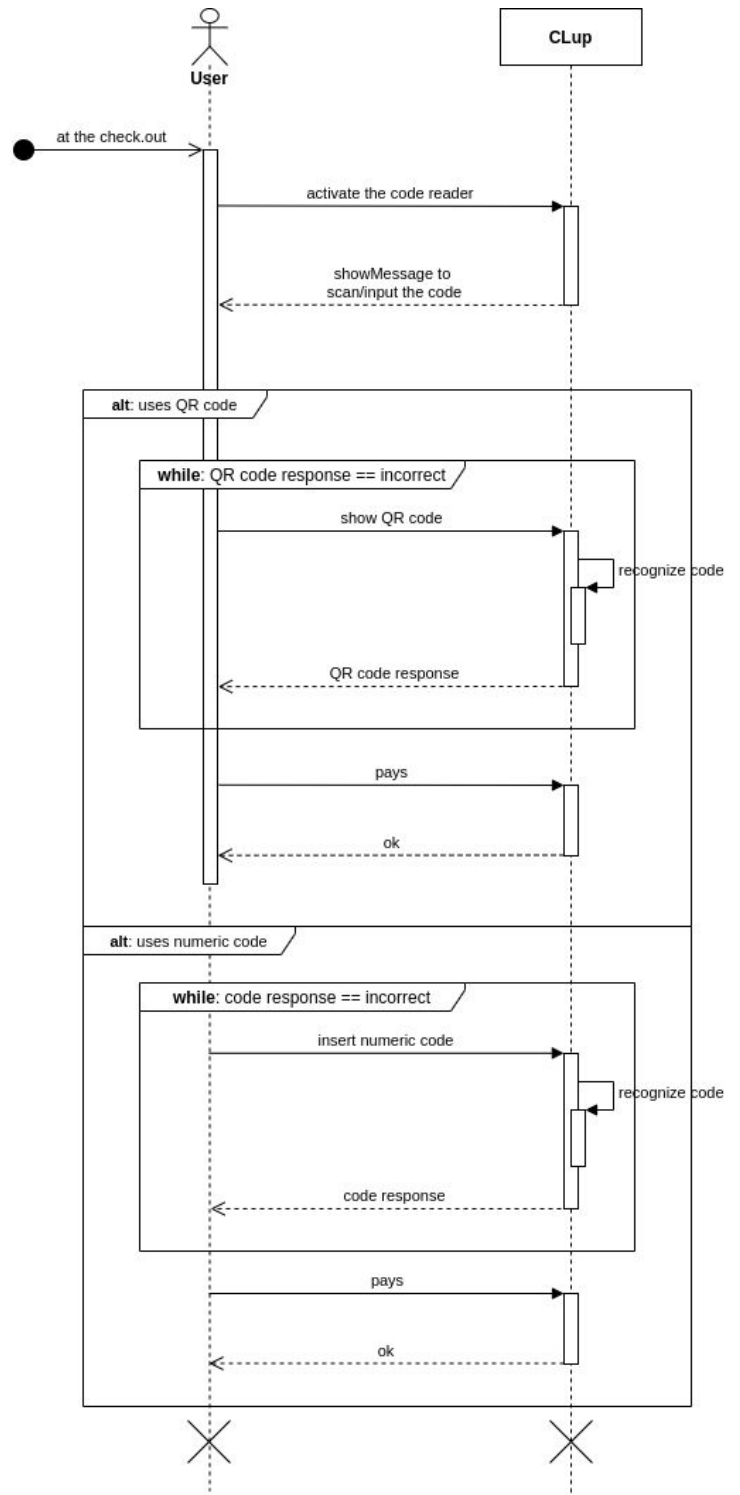 CLup
User
at the check.out
activate the code reader
showMessage to
scan/input the code
alt: uses QR code
while: QR code response == incorrect
show QR code
recognize code
QR code response
pays
ok
alt: uses numeric code
while: code response == incorrect
insert numeric code
recognize code
code response
pays
ok